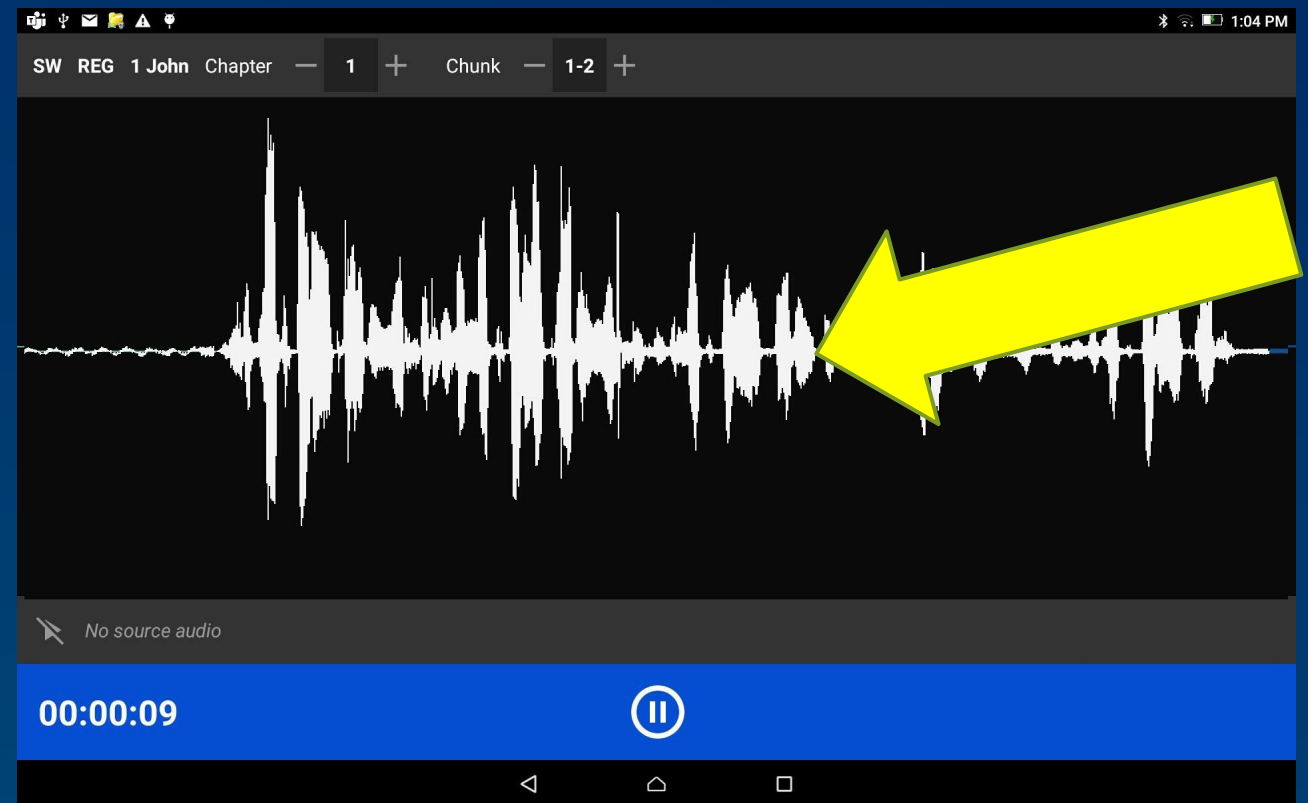 1:04 PM
SW REG 1 John Chapter — 1 + Chunk — 1-2 +
No source audio
00:00:09